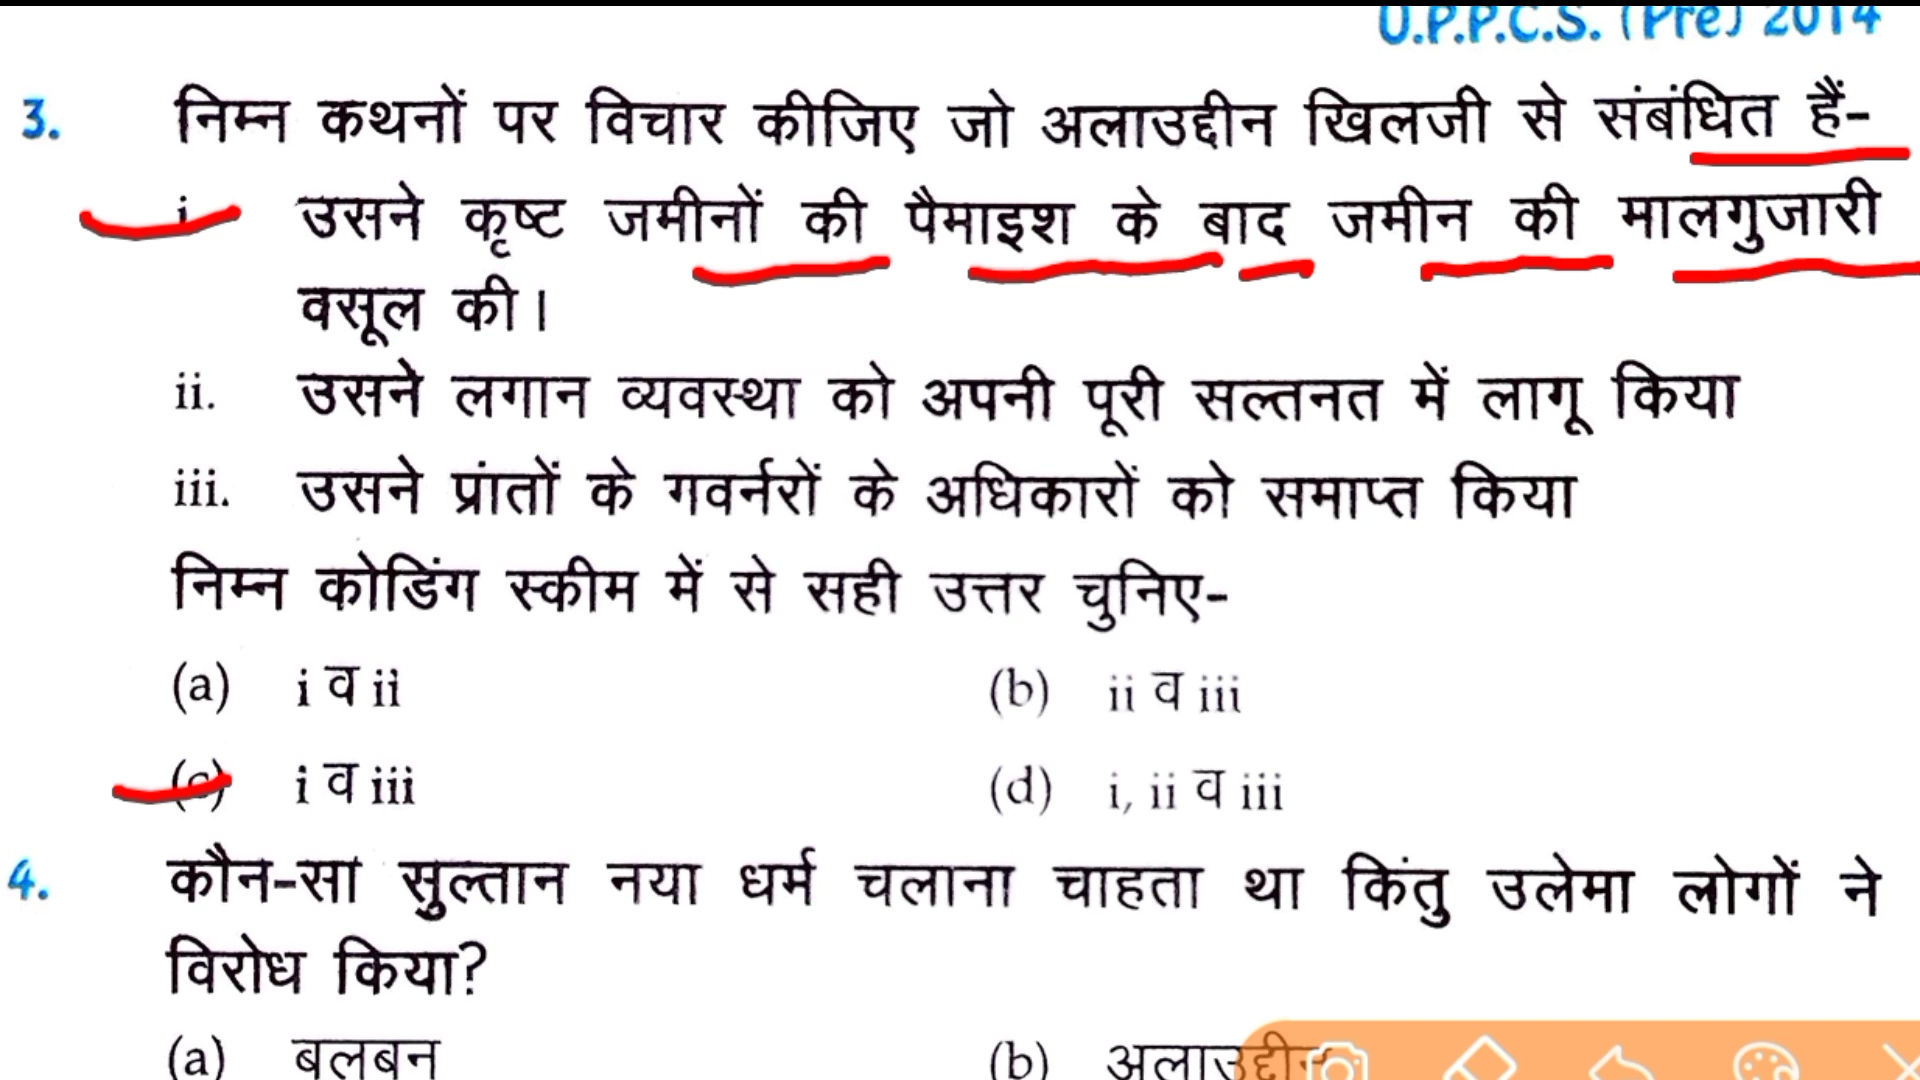 U.P.P.C.S. (Pre) 2014
3. निम्न कथनों पर विचार कीजिए जो अलाउद्दीन खिलजी से संबंधित हैं-
i उसने कृष्ट जमीनों की पैमाइश के बाद जमीन की मालगुजारी
वसूल की।
ii. उसने लगान व्यवस्था को अपनी पूरी सल्तनत में लागू किया
iii. उसने प्रांतों के गवर्नरों के अधिकारों को समाप्त किया
निम्न कोडिंग स्कीम में से सही उत्तर चुनिए-
(a) i व ii (b) ii व iii
(c) i व iii (d) i, ii व iii
4. कौन-सा सुल्तान नया धर्म चलाना चाहता था किंतु उलेमा लोगों ने
विरोध किया?
(a) बलबन (b) अलाउद्दीन